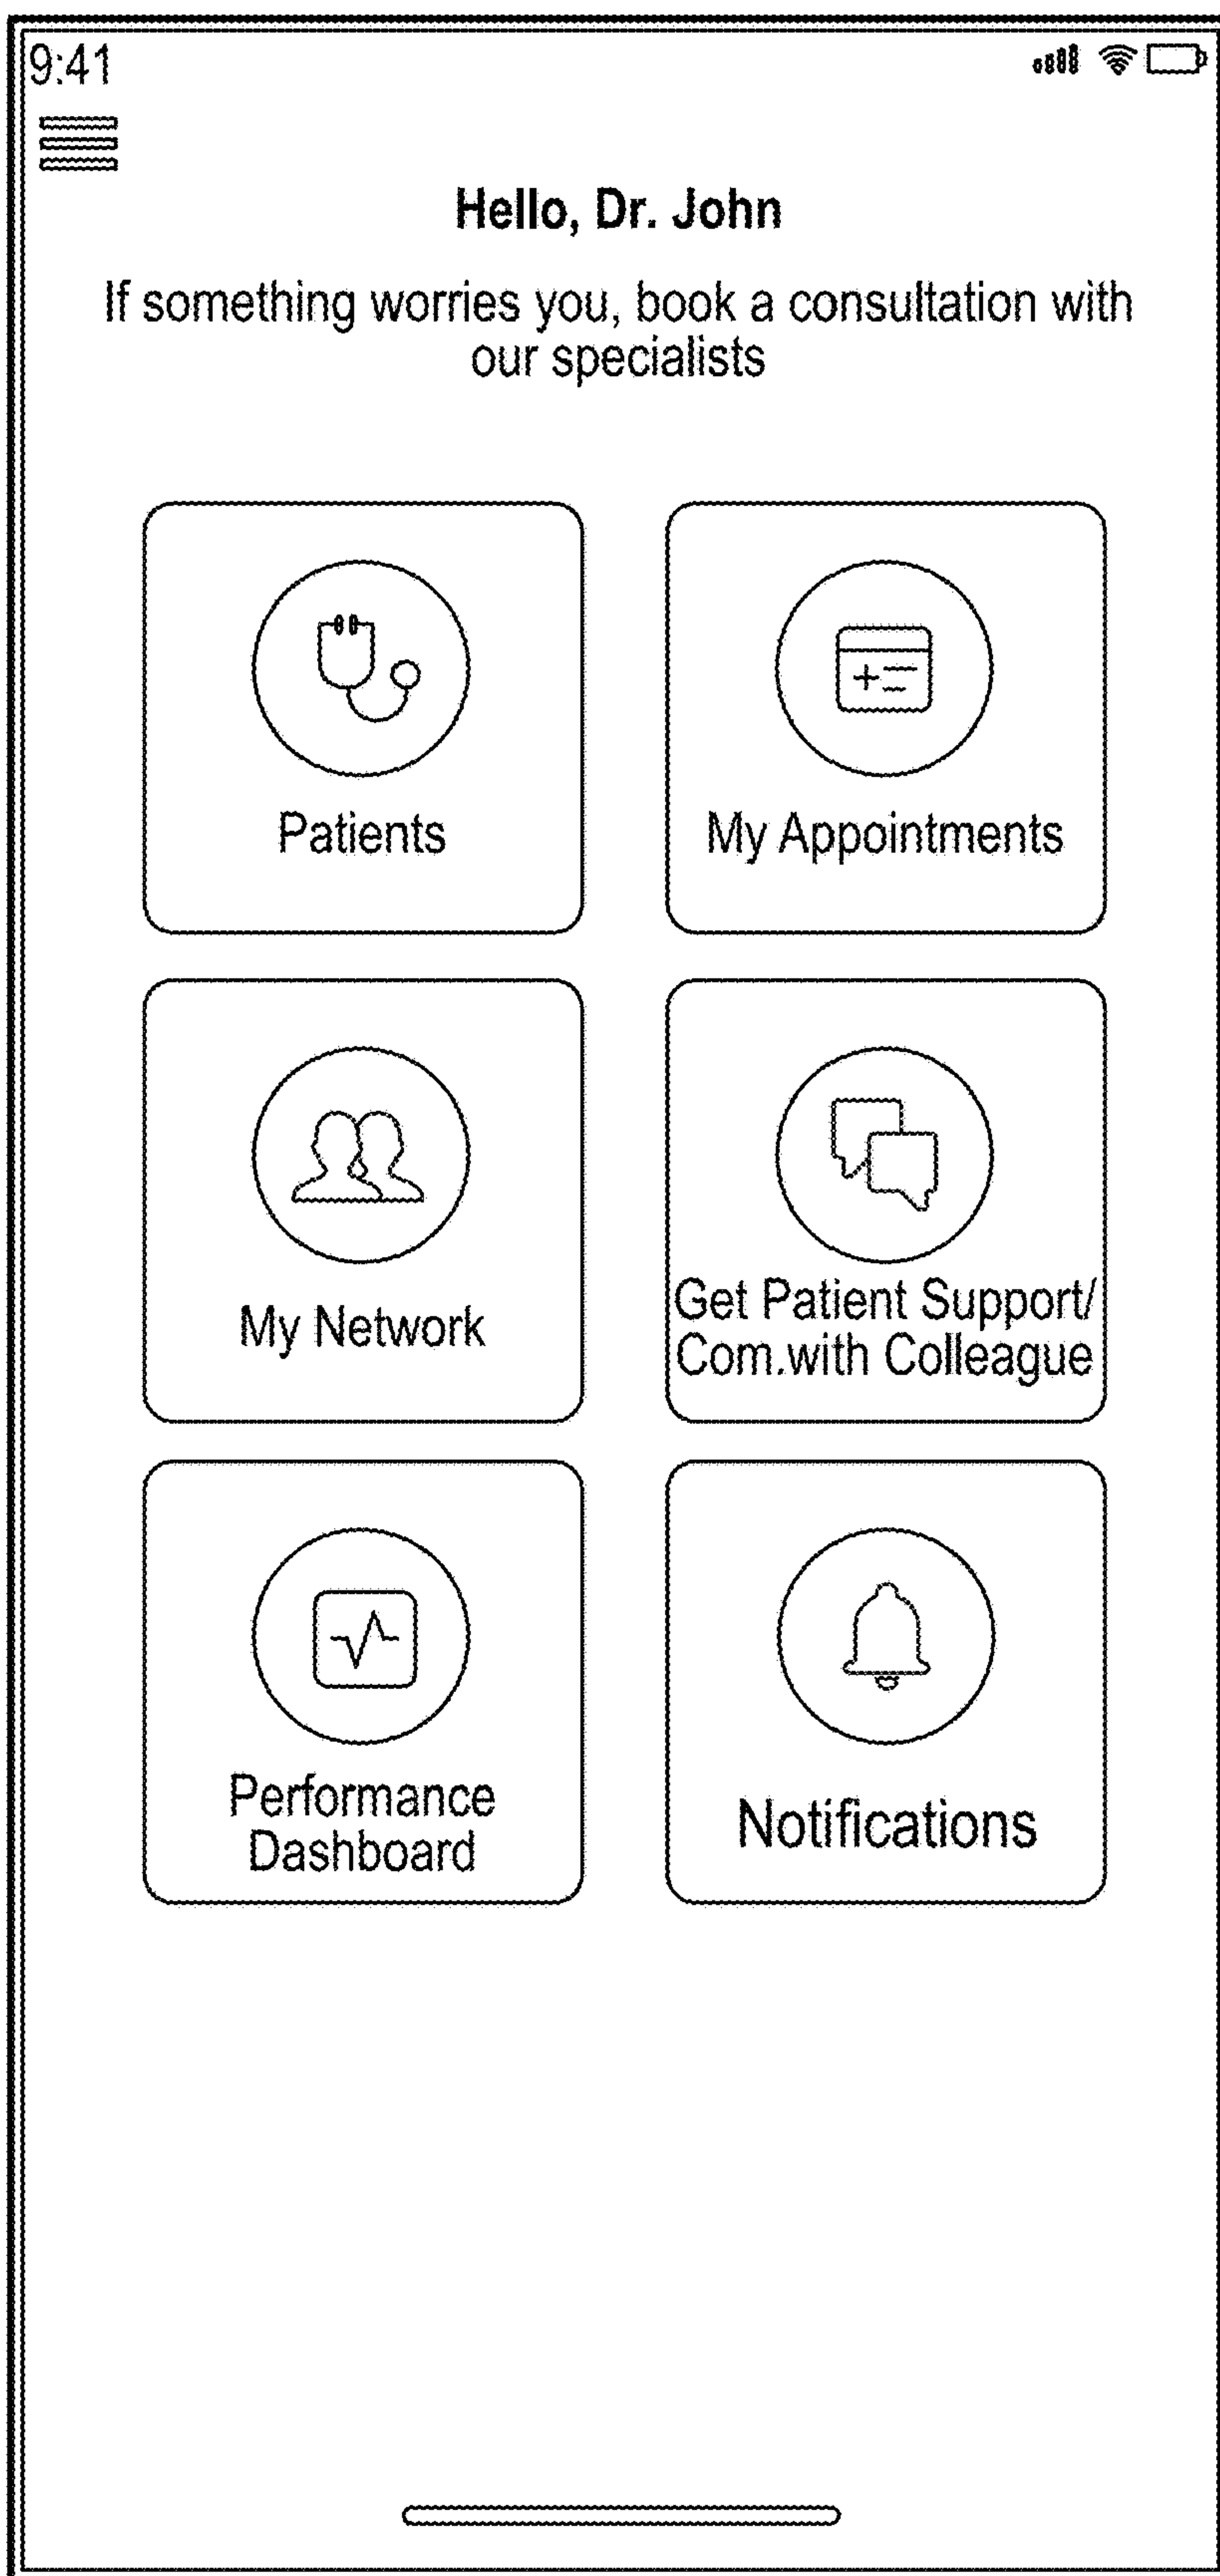 9:41
Hello, Dr. John
If something worries you, book a consultation with
our specialists
Patients
My Appointments
My Network
Get Patient Support/
Com.with Colleague
Performance
Dashboard
Notifications